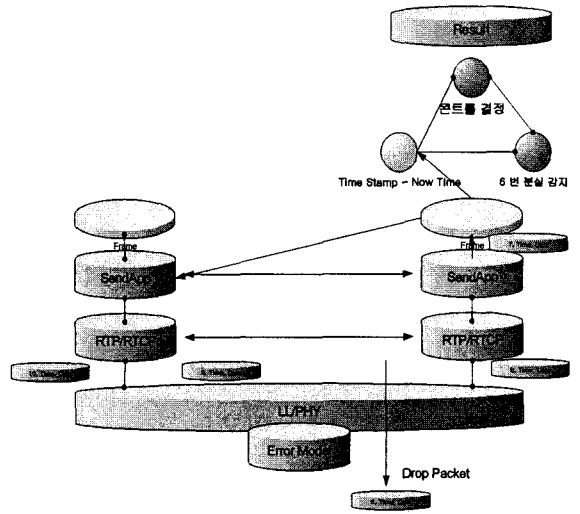 Result
콘트롤 결정
Time Stamp - Now Time
6 번 분실 감지
Frame
Frame
SendApp
SendApp
RTP/RTCP
RTP/RTCP
LL/PHY
Error Model
Drop Packet